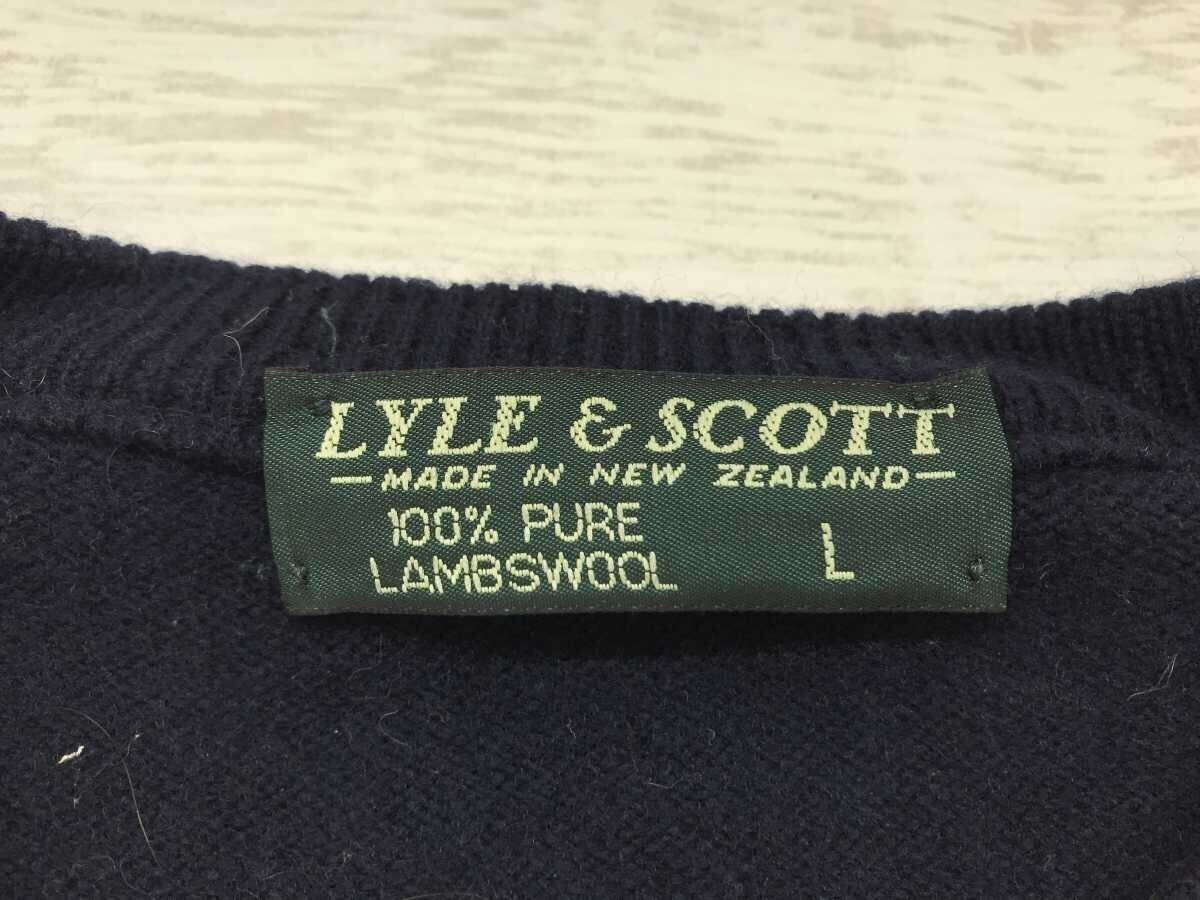 LYLE & SCOTT
—MADE IN NEW ZEALAND—
100% PURE
LAMBSWOOL
L